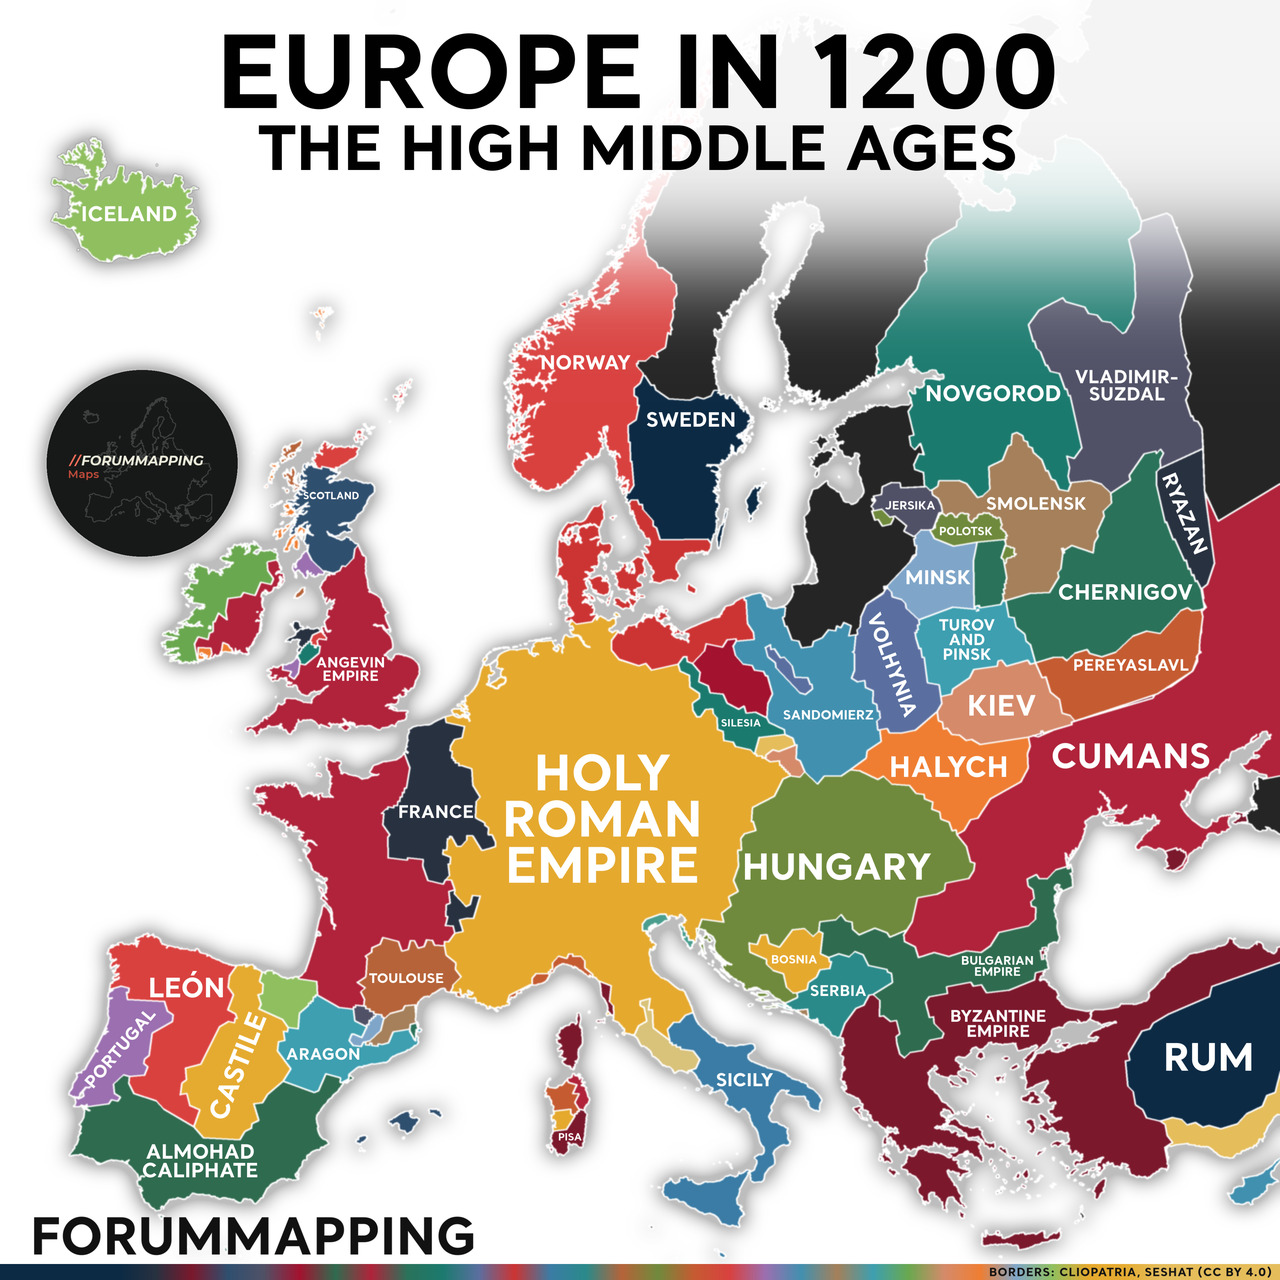 EUROPE IN 1200
THE HIGH MIDDLE AGES
ICELAND
NORWAY
SWEDEN
NOVGOROD
VLADIMIR-
SUZDAL
//FORUMMAPPING
Maps
SCOTLAND
JERSIKA
SMOLENSK
RYAZAN
POLOTSK
MINSK
CHERNIGOV
TUROV
AND
PINSK
VOLHYNIA
PEREYASLAVL
ANGEVIN
EMPIRE
KIEV
SANDOMIERZ
SILESIA
HALYCH
CUMANS
HOLY
ROMAN
EMPIRE
FRANCE
HUNGARY
BOSNIA
BULGARIAN
EMPIRE
SERBIA
TOULOUSE
LEÓN
PORTUGAL
CASTILE
ARAGON
BYZANTINE
EMPIRE
RUM
SICILY
PISA
ALMOHAD
CALIPHATE
FORUMMAPPING
BORDERS: CLIOPATRIA, SESHAT (CC BY 4.0)